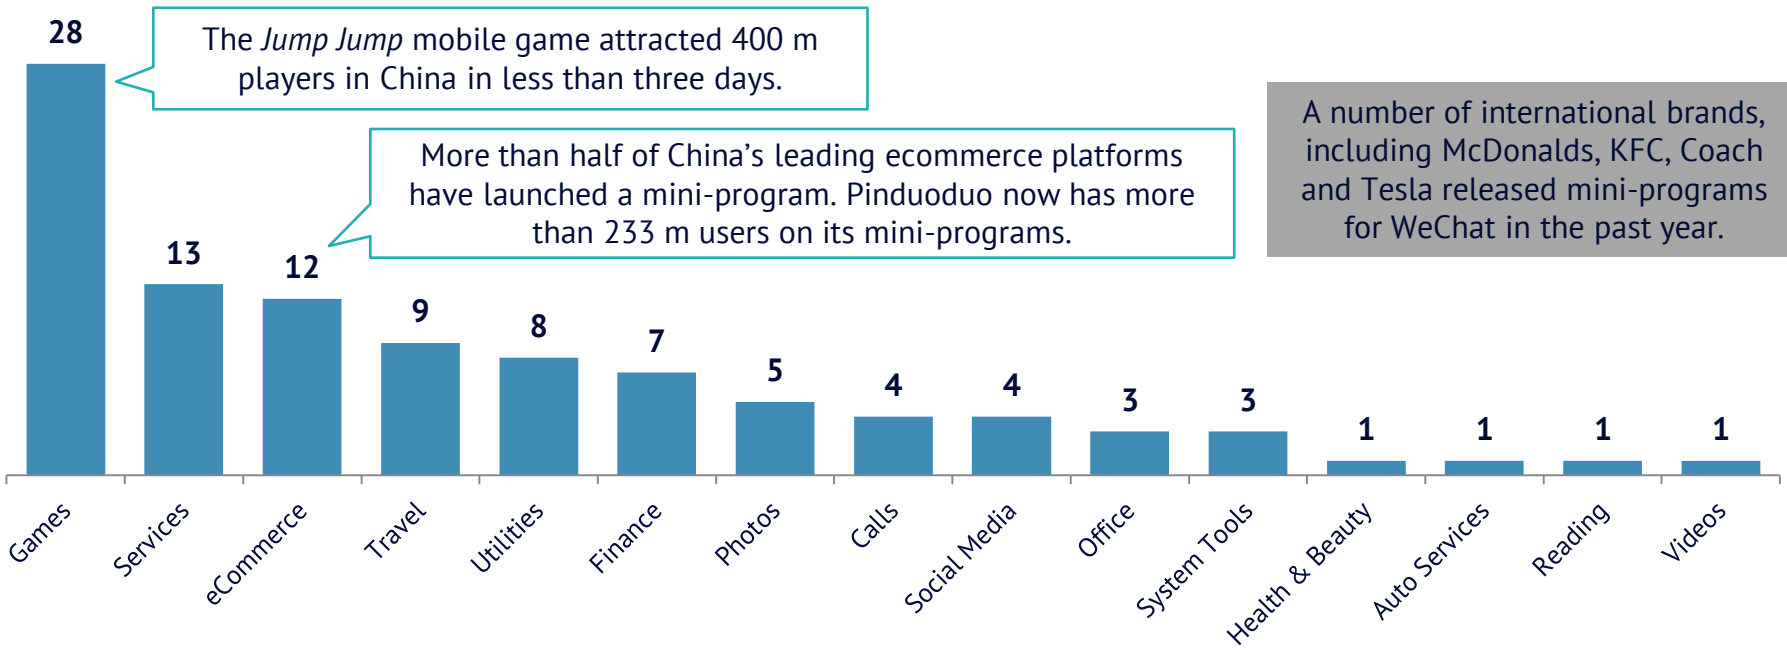 28
The Jump Jump mobile game attracted 400 m
players in China in less than three days.
A number of international brands,
including McDonalds, KFC, Coach
and Tesla released mini-programs
for WeChat in the past year.
More than half of China’s leading ecommerce platforms
have launched a mini-program. Pinduoduo now has more
than 233 m users on its mini-programs.
13
12
9
8
7
5
4
4
3
3
1
1
1
1
Games
Services
eCommerce
Travel
Utilities
Finance
Photos
Calls
Social Media
Office
System Tools
Health & Beauty
Auto Services
Reading
Videos